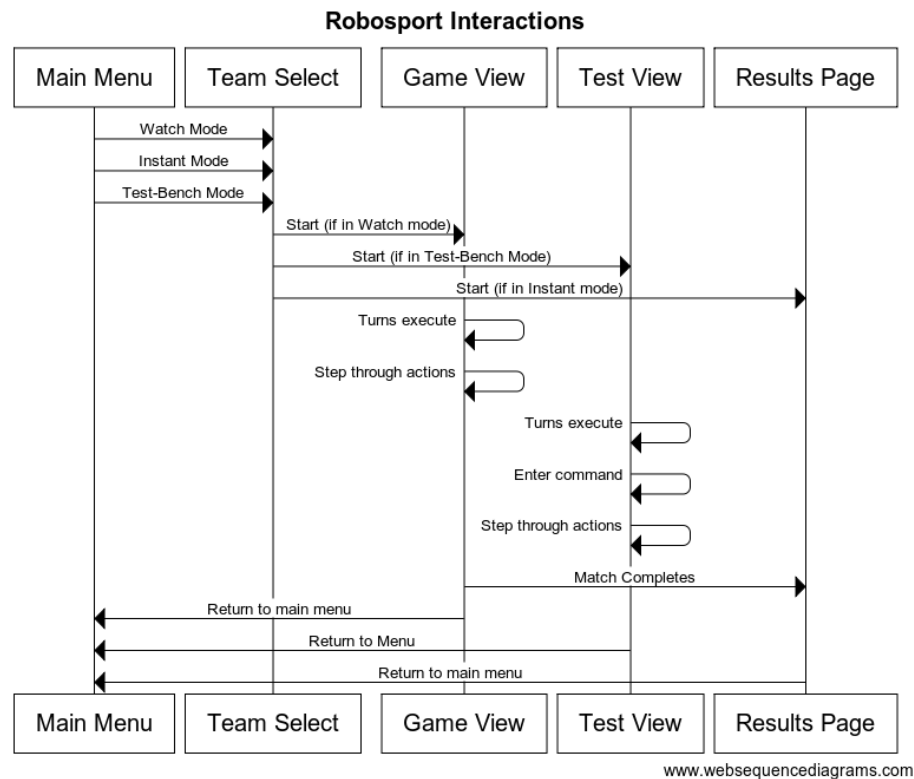 Robosport Interactions
Main Menu Team Select Game View Test View Results Page
Watch Mode
Instant Mode
Test-Bench Mode
Start (if in Watch mode)
Start (if in Test-Bench Mode)
Start (if in Instant mode)
Turns execute
Step through actions
Turns execute
Enter command
Step through actions
Match Completes
Return to main menu
Return to Menu
Return to main menu
Main Menu Team Select Game View Test View Results Page
www.websequencediagrams.com